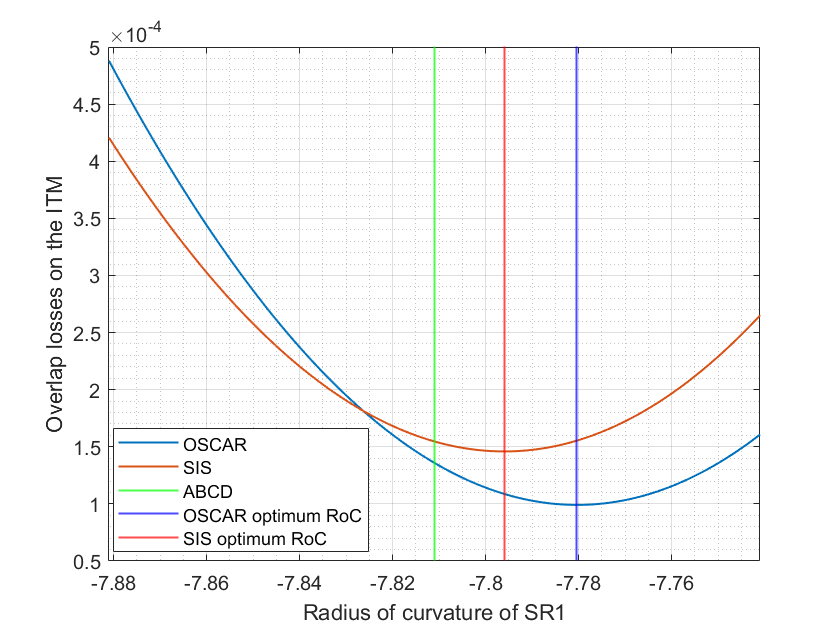 ×10⁻⁴
5
4.5
4
3.5
3
2.5
2
1.5
1
0.5
Overlap losses on the ITM
OSCAR
SIS
ABCD
OSCAR optimum RoC
SIS optimum RoC
-7.88 -7.86 -7.84 -7.82 -7.8 -7.78 -7.76
Radius of curvature of SR1